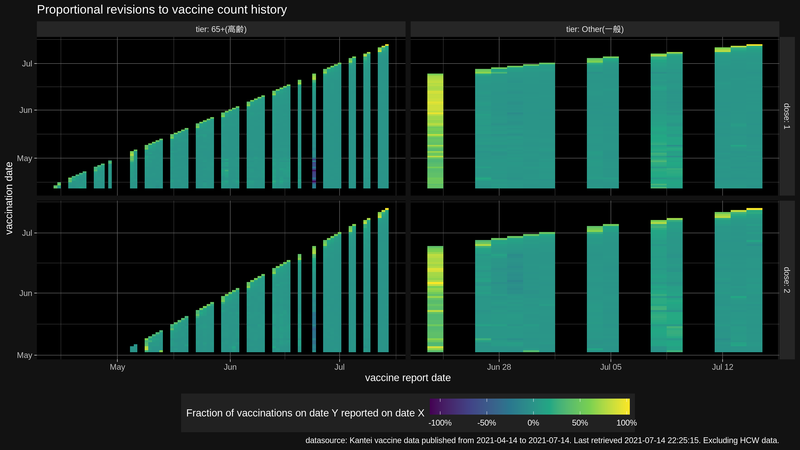 Proportional revisions to vaccine count history
tier: 65+(高齢)
tier: Other(一般)
Jul
Jun
May
dose: 1
vaccination date
Jul
Jun
May
dose: 2
May
Jun
Jul
Jun 28
Jul 05
Jul 12
vaccine report date
Fraction of vaccinations on date Y reported on date X
-100%
-50%
0%
50%
100%
datasource: Kantei vaccine data published from 2021-04-14 to 2021-07-14. Last retrieved 2021-07-14 22:25:15. Excluding HCW data.